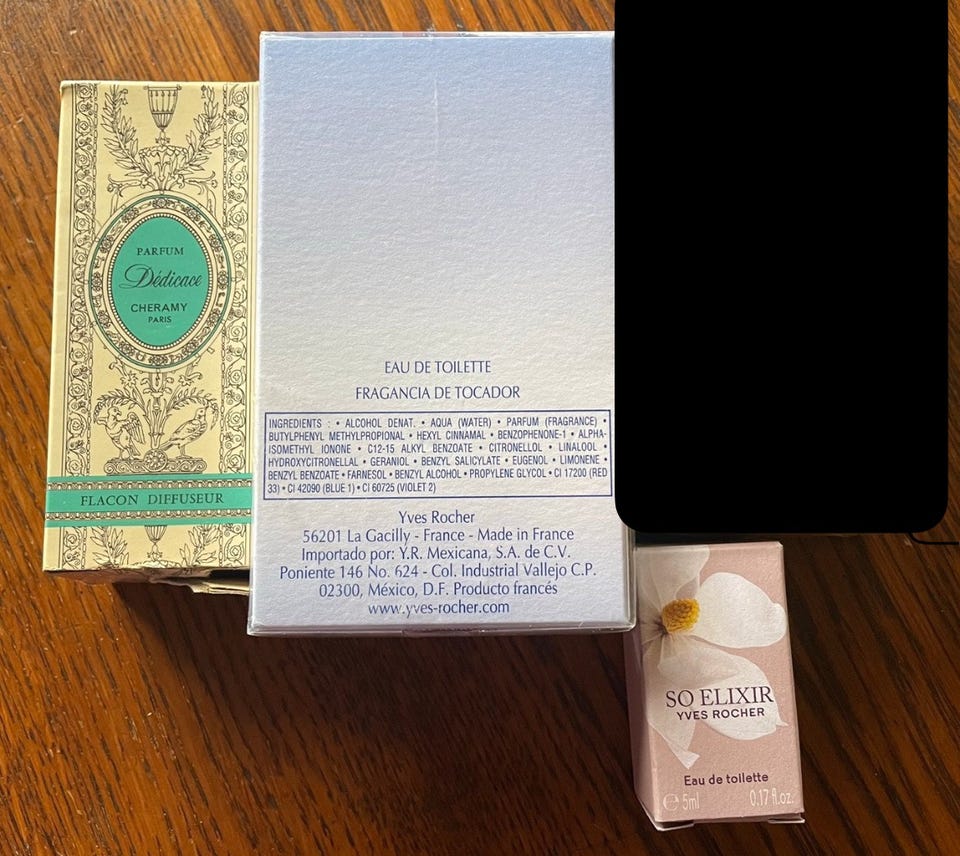 PARFUM
Dédicace
CHERAMY
PARIS
FLACON DIFFUSEUR
EAU DE TOILETTE
FRAGANCIA DE TOCADOR
INGREDIENTS : • ALCOHOL DENAT. • AQUA (WATER) • PARFUM (FRAGRANCE) •
BUTYLPHENYL METHYLPROPIONAL • HEXYL CINNAMAL • BENZOPHENONE-1 • ALPHA-
ISOMETHYL IONONE • C12-15 ALKYL BENZOATE • CITRONELLOL • LINALOOL •
HYDROXYCITRONELLAL • GERANIOL • BENZYL SALICYLATE • EUGENOL • LIMONENE •
BENZYL BENZOATE • FARNESOL • BENZYL ALCOHOL • PROPYLENE GLYCOL • CI 17200 (RED
33) • CI 42090 (BLUE 1) • CI 60725 (VIOLET 2)
Yves Rocher
56201 La Gacilly - France - Made in France
Importado por: Y.R. Mexicana, S.A. de C.V.
Poniente 146 No. 624 - Col. Industrial Vallejo C.P.
02300, México, D.F. Producto francés
www.yves-rocher.com
SO ELIXIR
YVES ROCHER
Eau de toilette
℮ 5ml 0.17 fl.oz.